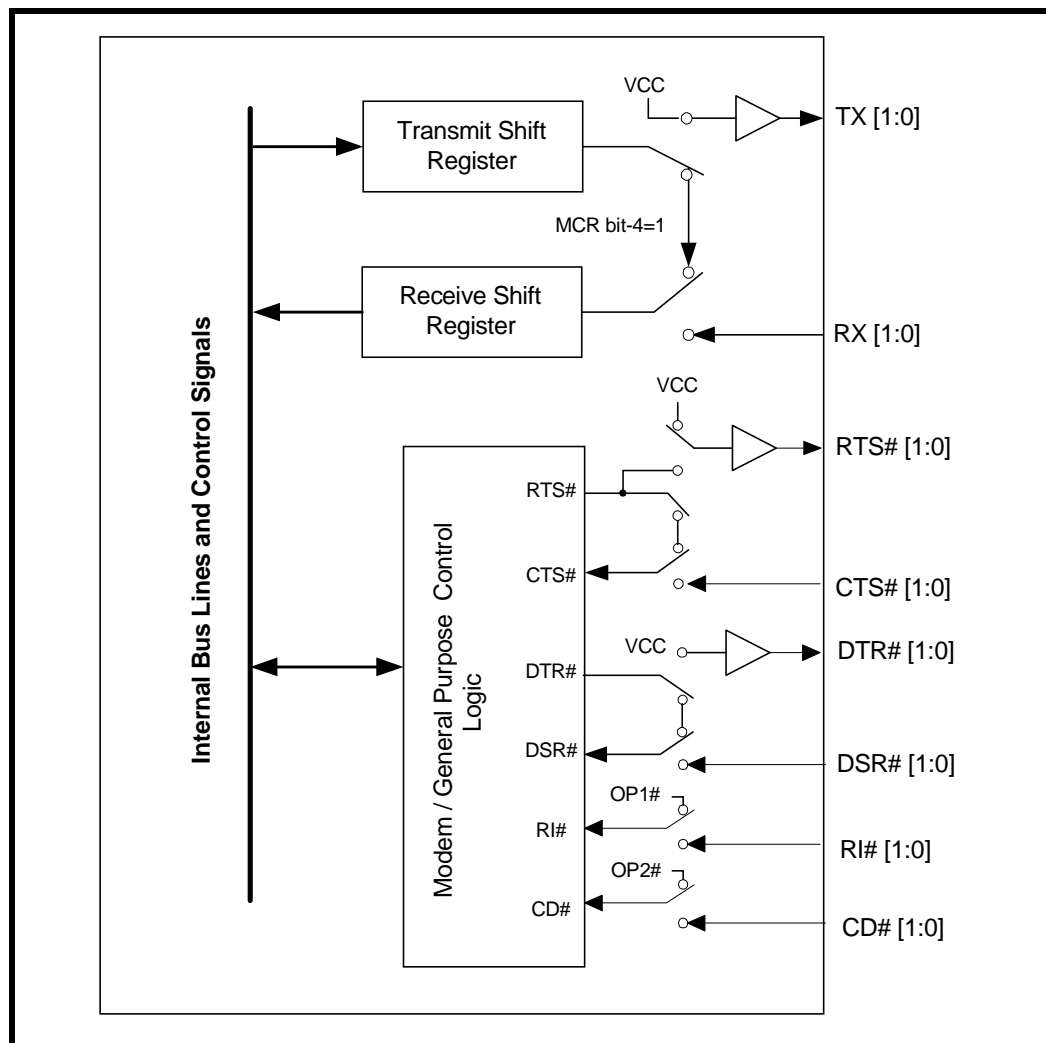 VCC
TX [1:0]
Transmit Shift
Register
MCR bit-4=1
Receive Shift
Register
RX [1:0]
Internal Bus Lines and Control Signals
VCC
RTS# [1:0]
RTS#
CTS#
CTS# [1:0]
Modem / General Purpose Control
Logic
VCC
DTR# [1:0]
DTR#
DSR#
DSR# [1:0]
OP1#
RI#
RI# [1:0]
OP2#
CD#
CD# [1:0]